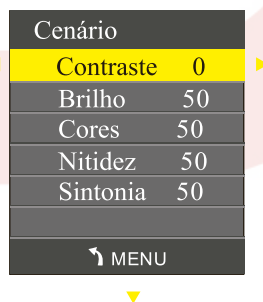 Cenário
Contraste 0
Brilho 50
Cores 50
Nitidez 50
Sintonia 50
MENU